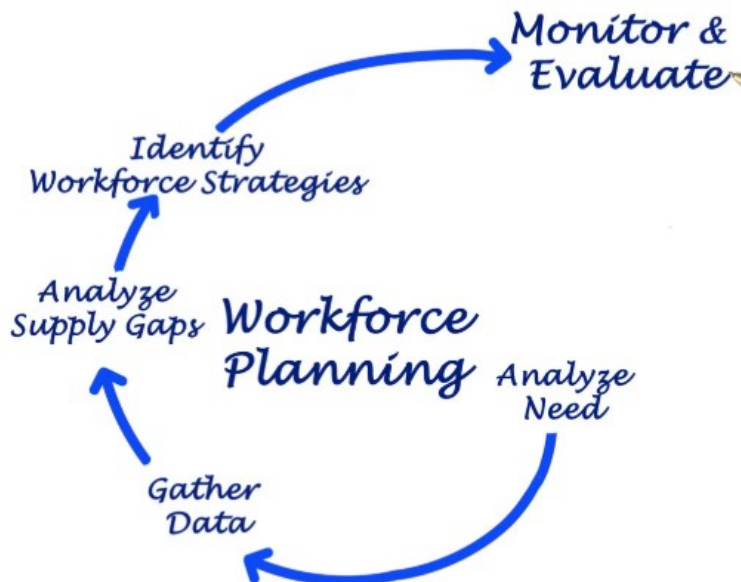 Monitor &
Evaluate
Identify
Workforce Strategies
Analyze
Supply Gaps
Workforce
Planning
Analyze
Need
Gather
Data